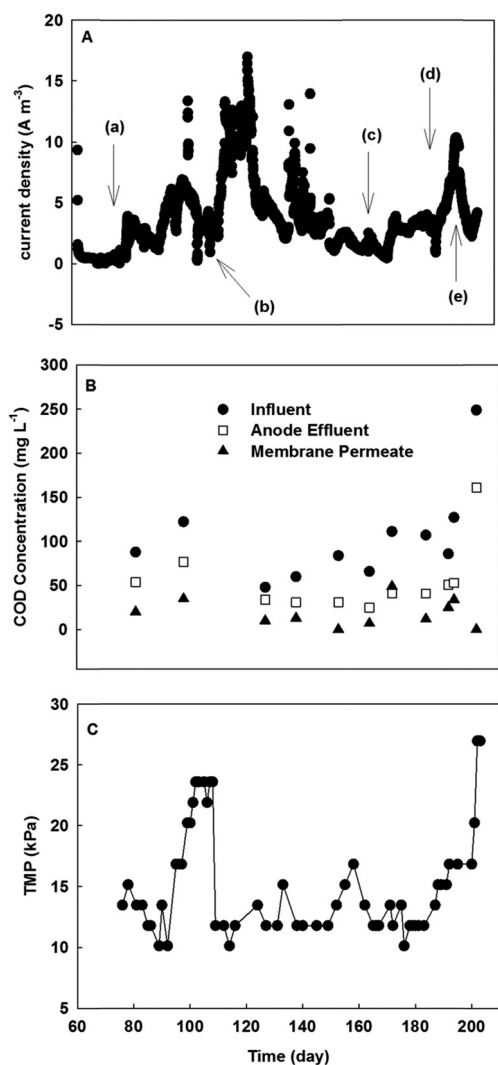 20
A
15
(a)
(d)
10
(c)
5
0
(b)
(e)
-5
current density (A m-3)
300
B
250
Influent
200
Anode Effluent
Membrane Permeate
150
100
50
0
COD Concentration (mg L-1)
30
C
25
20
15
10
5
TMP (kPa)
60 80 100 120 140 160 180 200
Time (day)